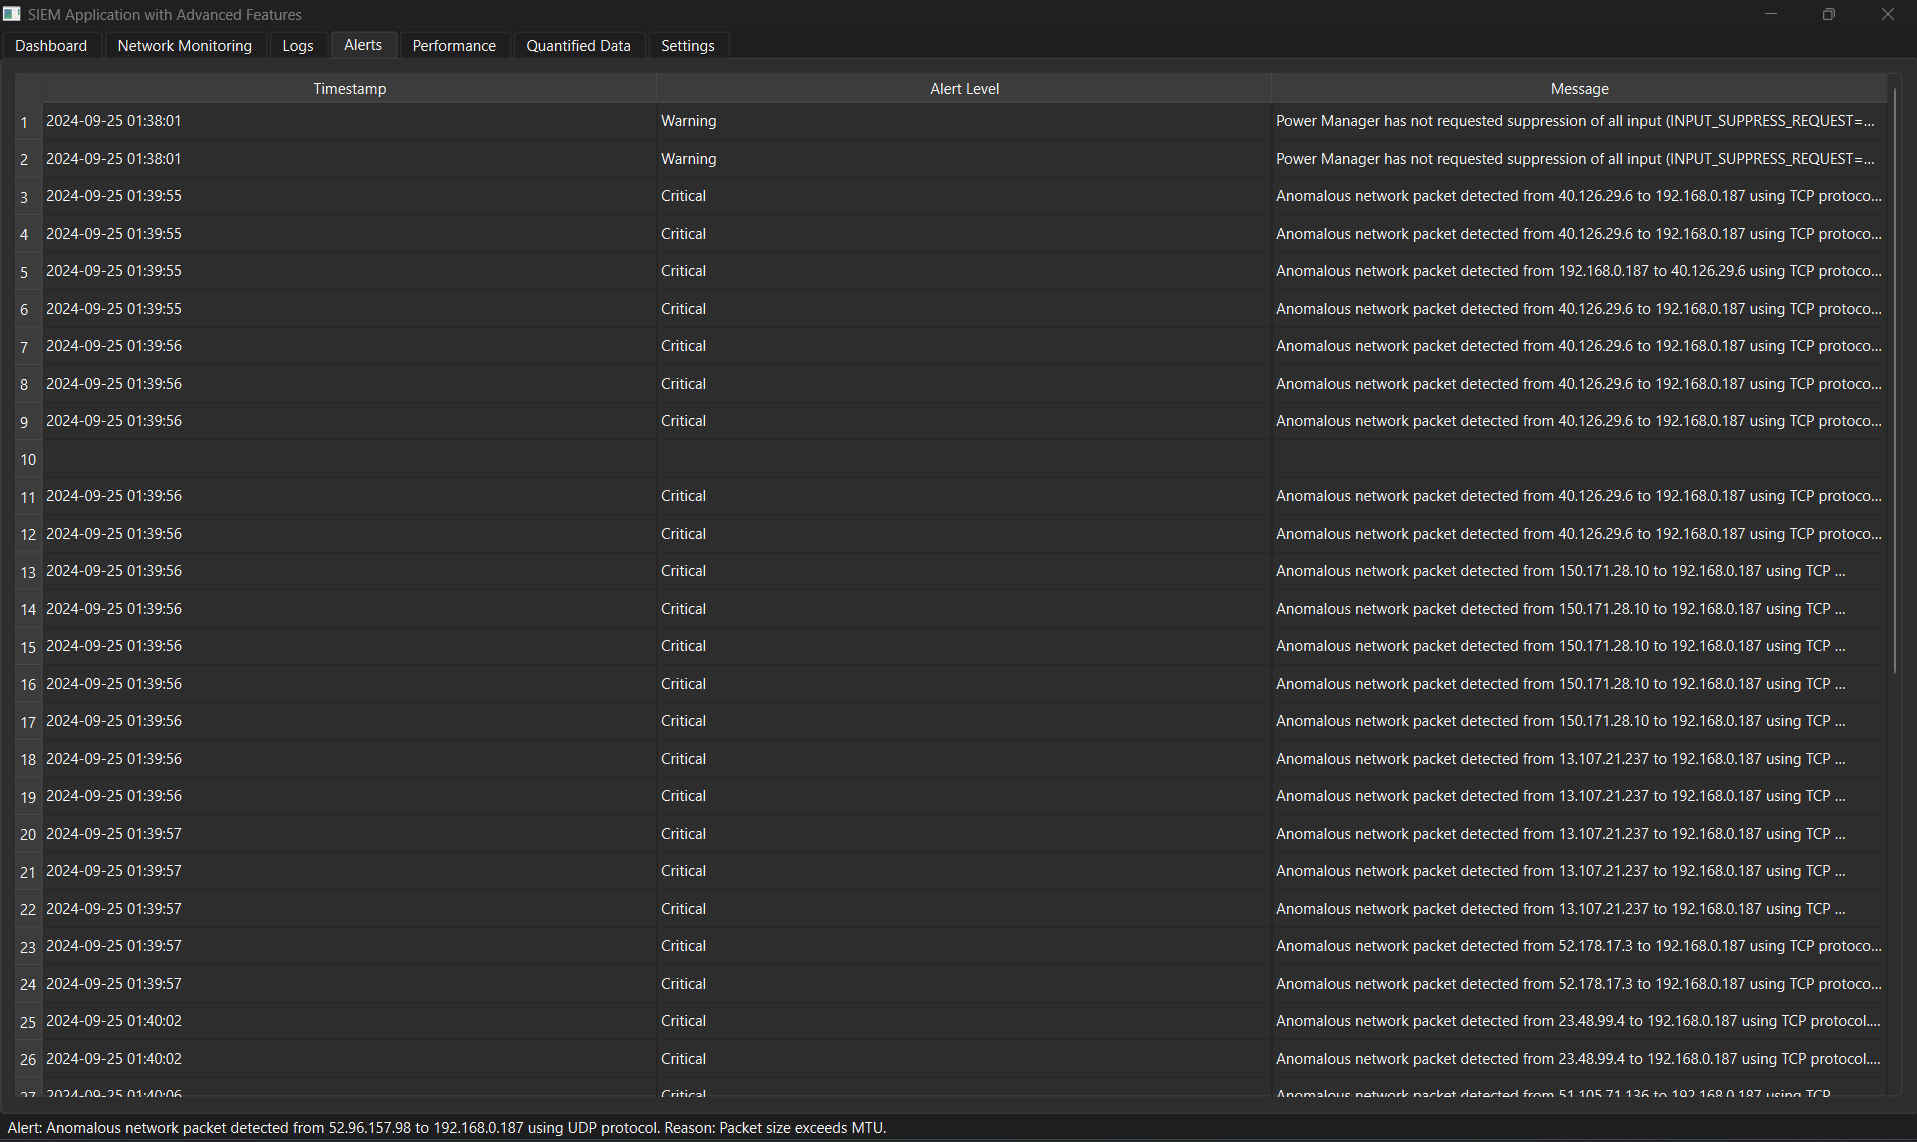 SIEM Application with Advanced Features
Dashboard Network Monitoring Logs Alerts Performance Quantified Data Settings
Timestamp Alert Level Message
1 2024-09-25 01:38:01 Warning Power Manager has not requested suppression of all input (INPUT_SUPPRESS_REQUEST=...
2 2024-09-25 01:38:01 Warning Power Manager has not requested suppression of all input (INPUT_SUPPRESS_REQUEST=...
3 2024-09-25 01:39:55 Critical Anomalous network packet detected from 40.126.29.6 to 192.168.0.187 using TCP protoco...
4 2024-09-25 01:39:55 Critical Anomalous network packet detected from 40.126.29.6 to 192.168.0.187 using TCP protoco...
5 2024-09-25 01:39:55 Critical Anomalous network packet detected from 192.168.0.187 to 40.126.29.6 using TCP protoco...
6 2024-09-25 01:39:55 Critical Anomalous network packet detected from 40.126.29.6 to 192.168.0.187 using TCP protoco...
7 2024-09-25 01:39:56 Critical Anomalous network packet detected from 40.126.29.6 to 192.168.0.187 using TCP protoco...
8 2024-09-25 01:39:56 Critical Anomalous network packet detected from 40.126.29.6 to 192.168.0.187 using TCP protoco...
9 2024-09-25 01:39:56 Critical Anomalous network packet detected from 40.126.29.6 to 192.168.0.187 using TCP protoco...
10
11 2024-09-25 01:39:56 Critical Anomalous network packet detected from 40.126.29.6 to 192.168.0.187 using TCP protoco...
12 2024-09-25 01:39:56 Critical Anomalous network packet detected from 40.126.29.6 to 192.168.0.187 using TCP protoco...
13 2024-09-25 01:39:56 Critical Anomalous network packet detected from 150.171.28.10 to 192.168.0.187 using TCP ...
14 2024-09-25 01:39:56 Critical Anomalous network packet detected from 150.171.28.10 to 192.168.0.187 using TCP ...
15 2024-09-25 01:39:56 Critical Anomalous network packet detected from 150.171.28.10 to 192.168.0.187 using TCP ...
16 2024-09-25 01:39:56 Critical Anomalous network packet detected from 150.171.28.10 to 192.168.0.187 using TCP ...
17 2024-09-25 01:39:56 Critical Anomalous network packet detected from 150.171.28.10 to 192.168.0.187 using TCP ...
18 2024-09-25 01:39:56 Critical Anomalous network packet detected from 13.107.21.237 to 192.168.0.187 using TCP ...
19 2024-09-25 01:39:56 Critical Anomalous network packet detected from 13.107.21.237 to 192.168.0.187 using TCP ...
20 2024-09-25 01:39:57 Critical Anomalous network packet detected from 13.107.21.237 to 192.168.0.187 using TCP ...
21 2024-09-25 01:39:57 Critical Anomalous network packet detected from 13.107.21.237 to 192.168.0.187 using TCP ...
22 2024-09-25 01:39:57 Critical Anomalous network packet detected from 13.107.21.237 to 192.168.0.187 using TCP ...
23 2024-09-25 01:39:57 Critical Anomalous network packet detected from 52.178.17.3 to 192.168.0.187 using TCP protoco...
24 2024-09-25 01:39:57 Critical Anomalous network packet detected from 52.178.17.3 to 192.168.0.187 using TCP protoco...
25 2024-09-25 01:40:02 Critical Anomalous network packet detected from 23.48.99.4 to 192.168.0.187 using TCP protocol....
26 2024-09-25 01:40:02 Critical Anomalous network packet detected from 23.48.99.4 to 192.168.0.187 using TCP protocol....
27 2024-09-25 01:40:06 Critical Anomalous network packet detected from 51.105.71.136 to 192.168.0.187 using TCP
Alert: Anomalous network packet detected from 52.96.157.98 to 192.168.0.187 using UDP protocol. Reason: Packet size exceeds MTU.